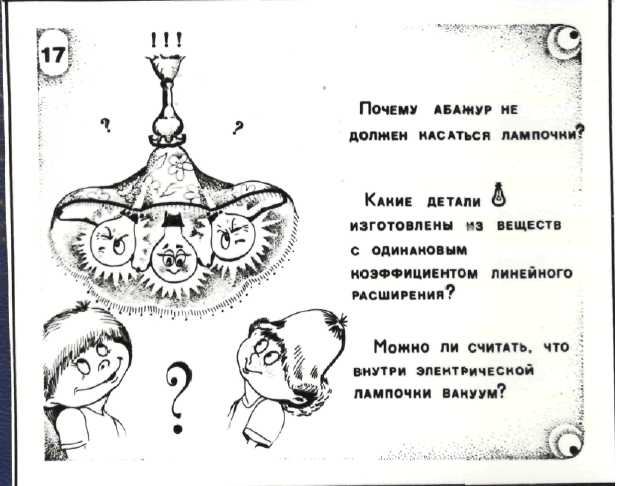 17
!!!
?
?
Почему абажур не
должен касаться лампочки?
Какие детали
изготовлены из веществ
с одинаковым
коэффициентом линейного
расширения?
Можно ли считать, что
внутри электрической
лампочки вакуум?
?